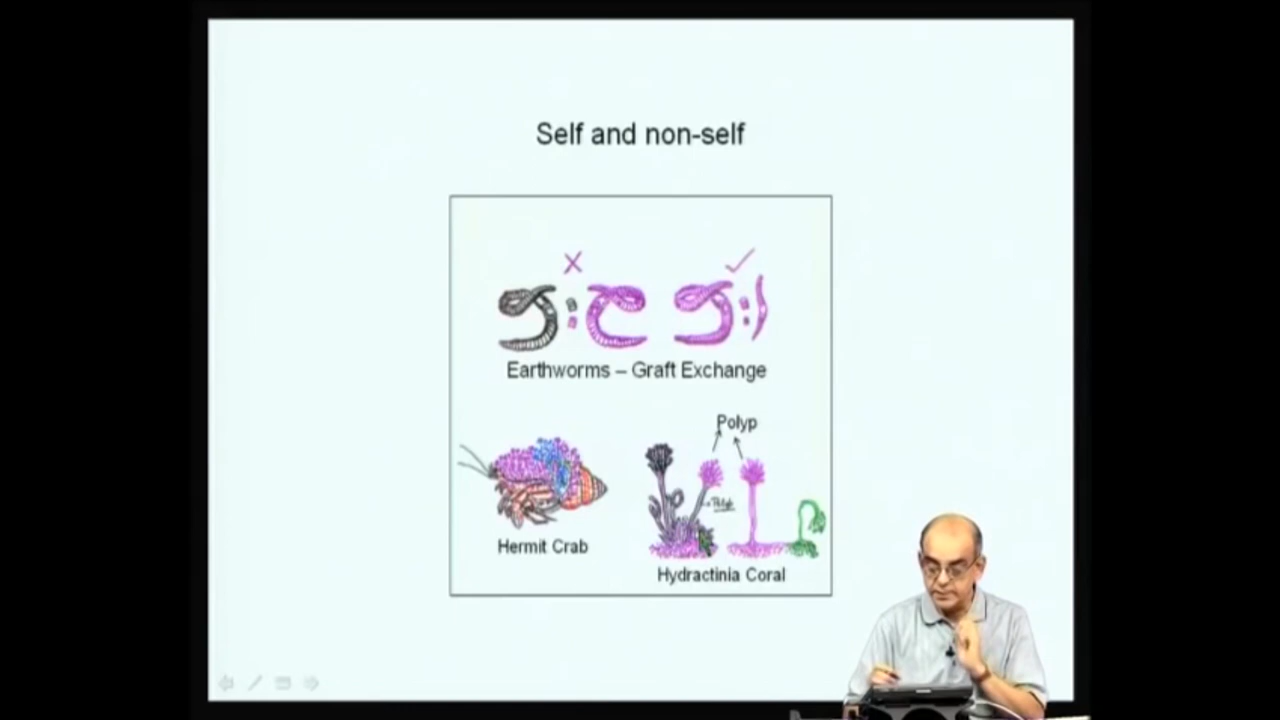 Self and non-self
Earthworms – Graft Exchange
Polyp
Hermit Crab
Hydractinia Coral